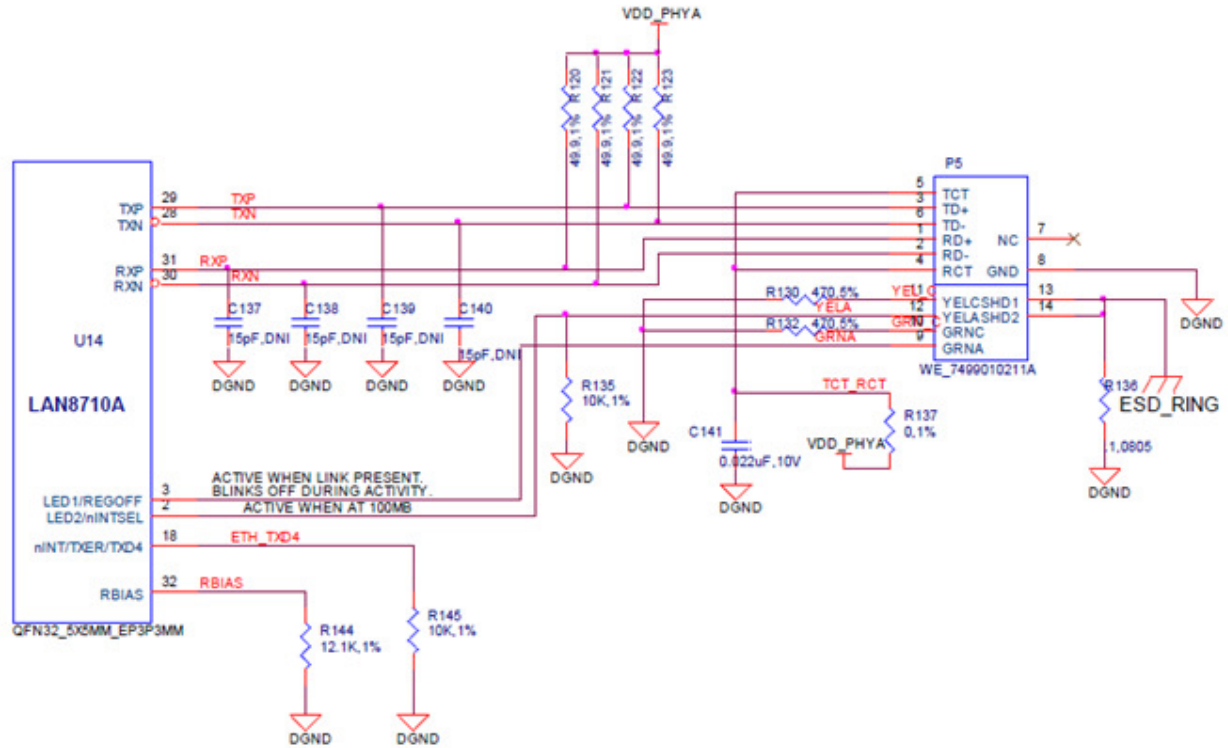 VDD_PHYA
49.9,1% R120
49.9,1% R121
49.9,1% R122
49.9,1% R123
P5
5
TCT
3
TD+
6
TD-
1
RD+
2
RD-
4
RCT
NC 7
GND 8
DGND
11
YELC
12
YELA
10
GRNC
9
GRNA
SHD1 13
SHD2 14
WE_7499010211A
TXP 29 TXP
TXN 28 TXN
RXP 31 RXP
RXN 30 RXN
C137
15pF,DNI
DGND
C138
15pF,DNI
DGND
C139
15pF,DNI
DGND
C140
15pF,DNI
DGND
U14
LAN8710A
R130 470,5%
YELA
R132 470,5%
GRNA
R135
10K,1%
DGND
DGND
TCT_RCT
C141
0.022uF,10V
DGND
R137
0,1%
VDD_PHYA
R136
1,0805
DGND
ESD_RING
ACTIVE WHEN LINK PRESENT.
BLINKS OFF DURING ACTIVITY.
LED1/REGOFF 3
LED2/nINTSEL 2
ACTIVE WHEN AT 100MB
nINT/TXER/TXD4 18 ETH_TXD4
RBIAS 32 RBIAS
QFN32_5X5MM_EP3P3MM
R144
12.1K,1%
DGND
R145
10K,1%
DGND